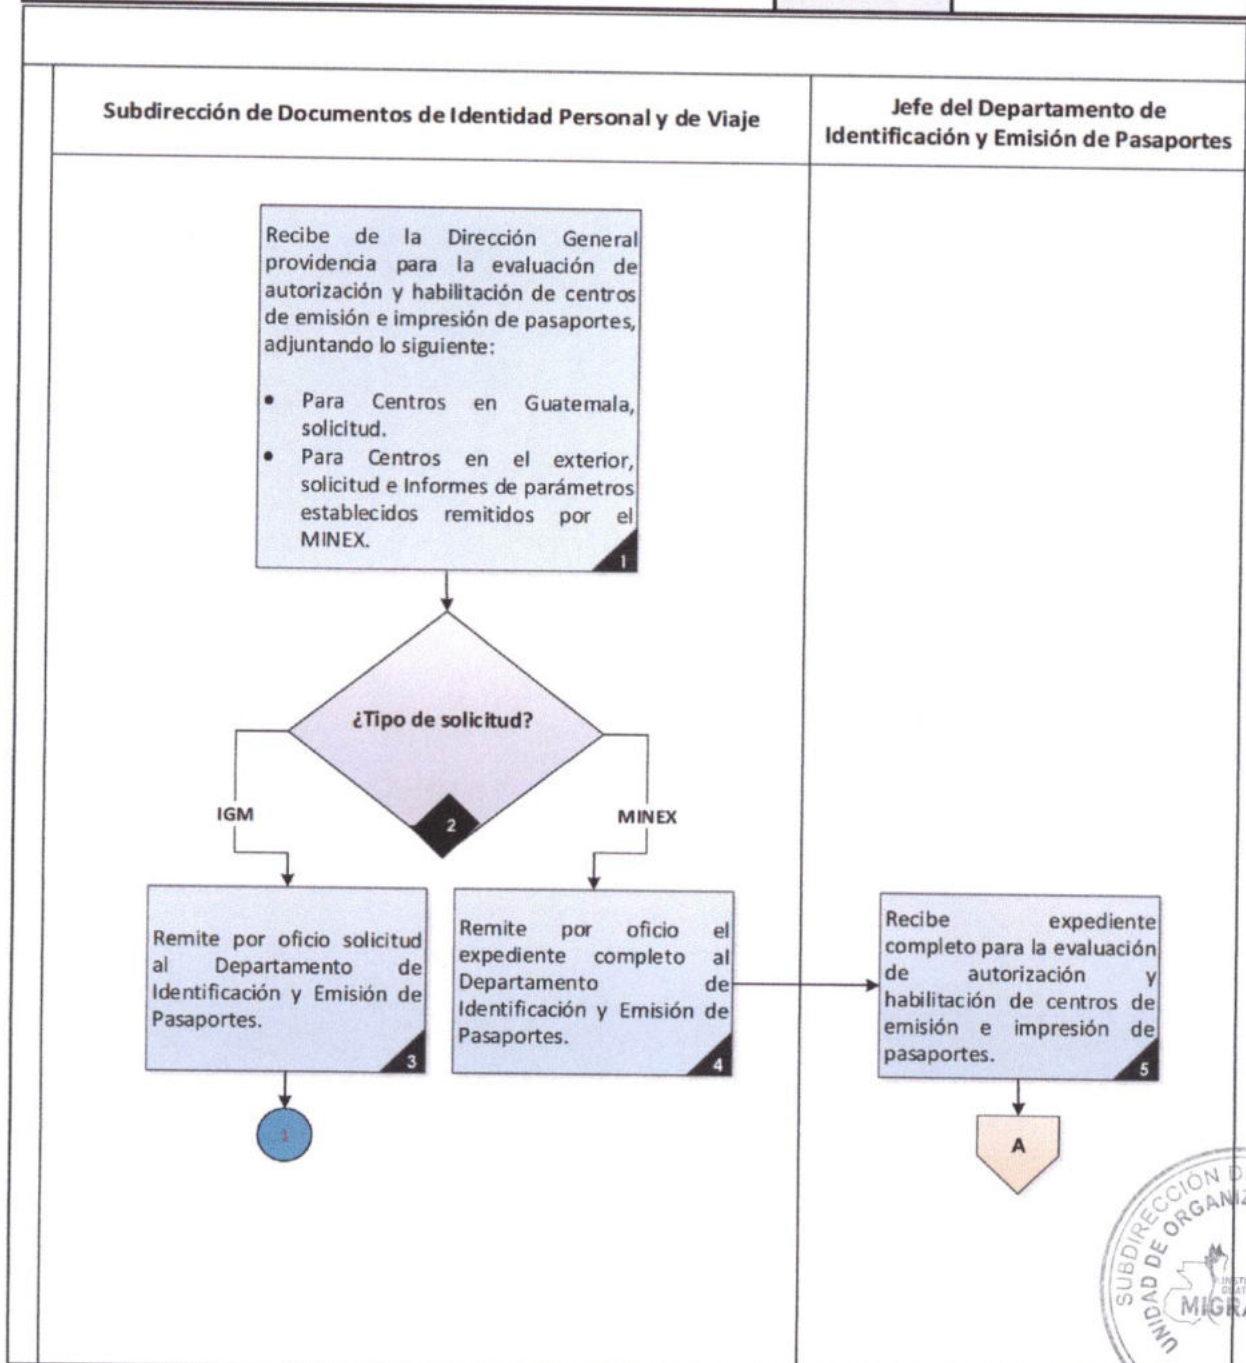 Subdirección de Documentos de Identidad Personal y de Viaje
Jefe del Departamento de
Identificación y Emisión de Pasaportes
Recibe de la Dirección General
providencia para la evaluación de
autorización y habilitación de centros
de emisión e impresión de pasaportes,
adjuntando lo siguiente:
• Para Centros en Guatemala,
solicitud.
• Para Centros en el exterior,
solicitud e Informes de parámetros
establecidos remitidos por el
MINEX.
1
¿Tipo de solicitud?
2
IGM
MINEX
Remite por oficio solicitud
al Departamento de
Identificación y Emisión de
Pasaportes.
3
Remite por oficio el
expediente completo al
Departamento de
Identificación y Emisión de
Pasaportes.
4
Recibe expediente
completo para la evaluación
de autorización y
habilitación de centros de
emisión e impresión de
pasaportes.
5
1
A
SUBDIRECCIÓN D
UNIDAD DE ORGANIZ
MIGRA